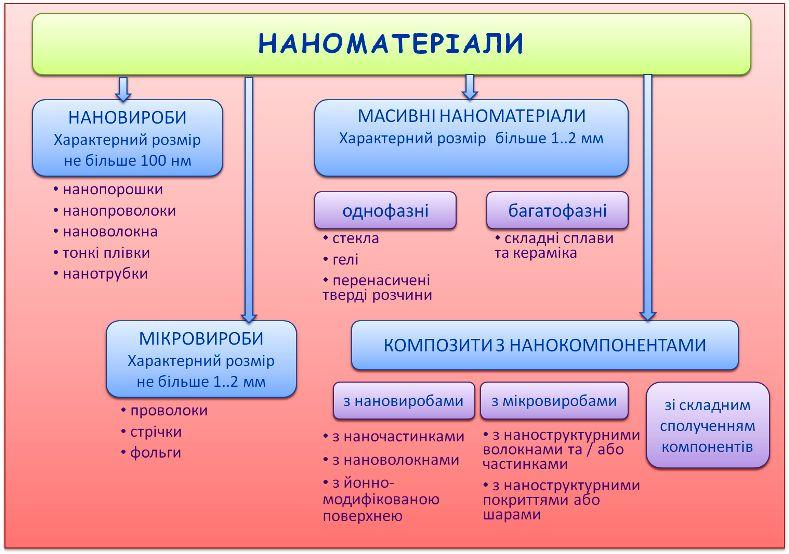 НАНОМАТЕРІАЛИ
НАНОВИРОБИ
Характерний розмір
не більше 100 нм
• нанопорошки
• нанопроволоки
• нановолокна
• тонкі плівки
• нанотрубки
МІКРОВИРОБИ
Характерний розмір
не більше 1..2 мм
• проволоки
• стрічки
• фольги
МАСИВНІ НАНОМАТЕРІАЛИ
Характерний розмір більше 1..2 мм
однофазні
• стекла
• гелі
• перенасичені
тверді розчини
багатофазні
• складні сплави
та кераміка
КОМПОЗИТИ З НАНОКОМПОНЕНТАМИ
з нановиробами
• з наночастинками
• з нановолокнами
• з йонно-
модифікованою
поверхнею
з мікровиробами
• з наноструктурними
волокнами та / або
частинками
• з наноструктурними
покриттями або
шарами
зі складним
сполученням
компонентів